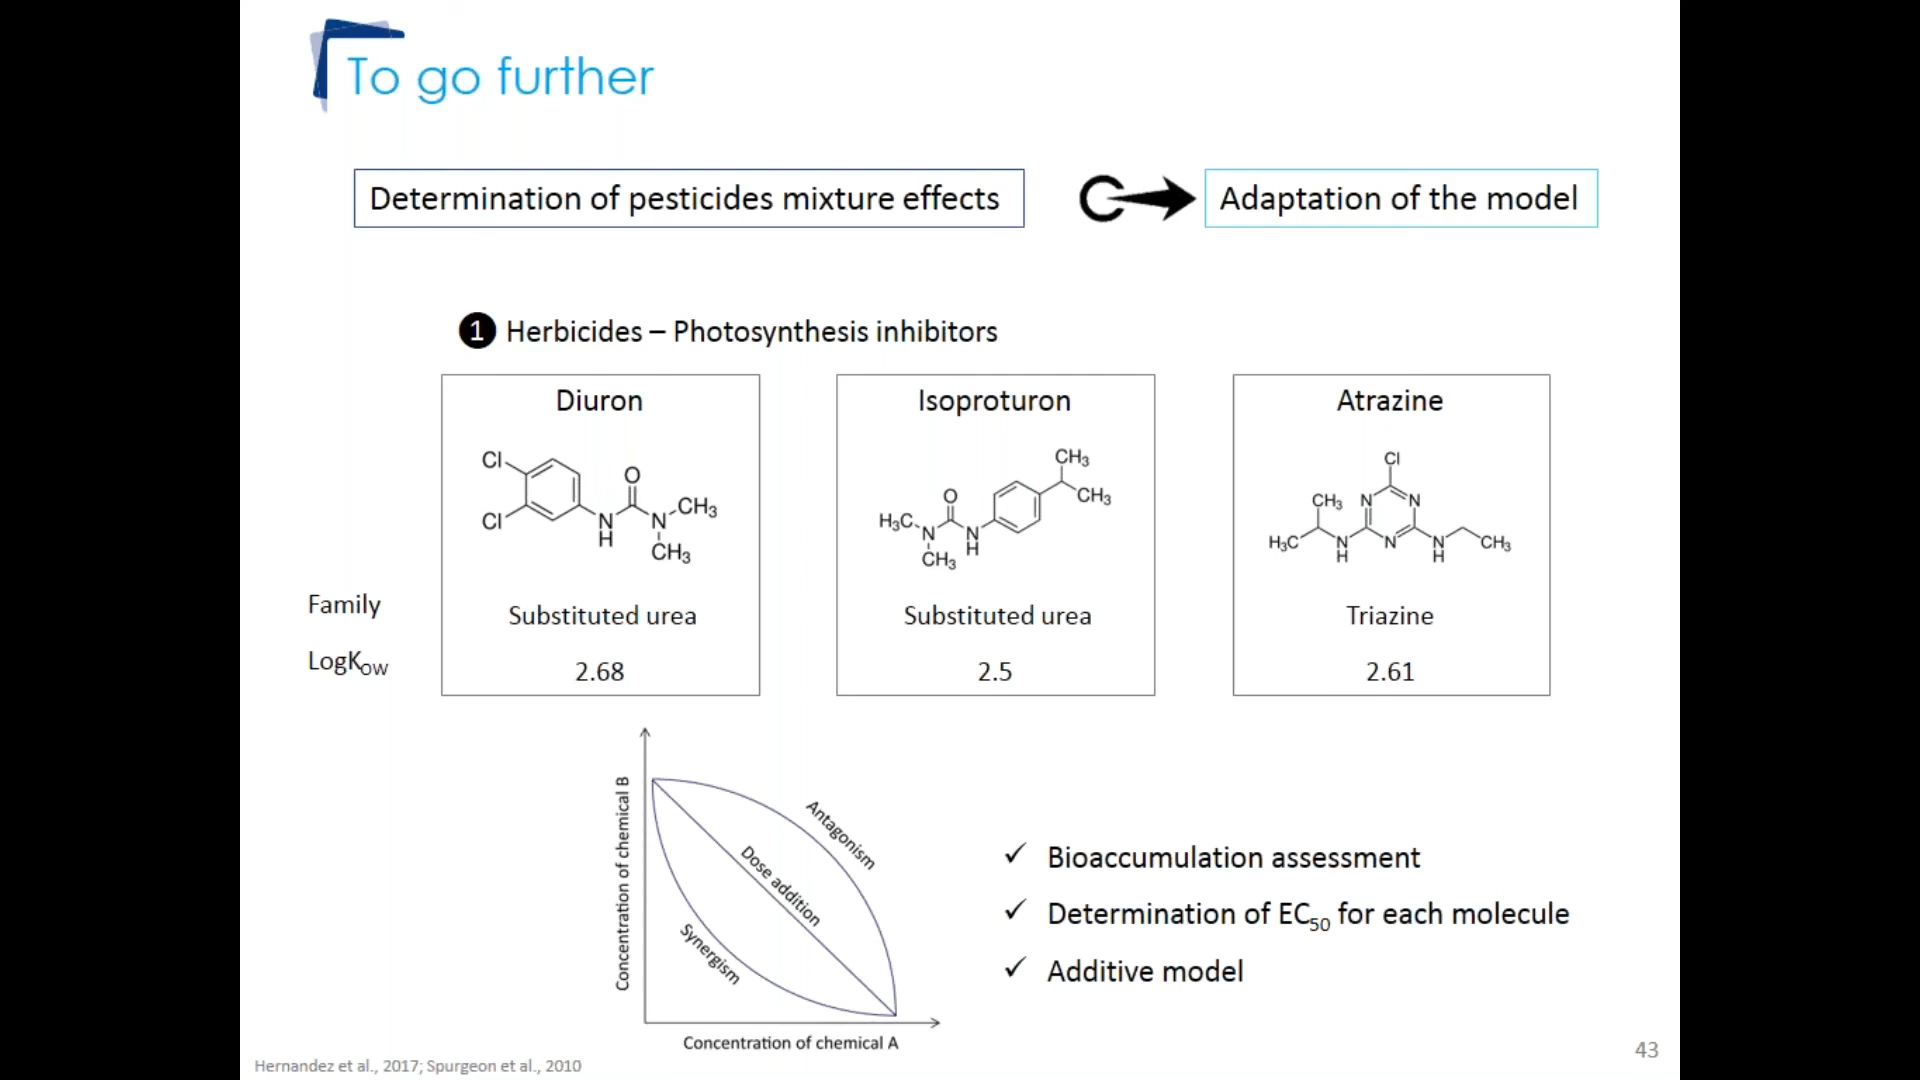 To go further
Determination of pesticides mixture effects
Adaptation of the model
1 Herbicides – Photosynthesis inhibitors
Diuron
Isoproturon
Atrazine
Cl
Cl
O
N
H
N
CH3
CH3
H3C
N
CH3
O
N
H
CH3
CH3
Cl
N
N
N
CH3
H3C
N
H
N
H
CH3
Family
Substituted urea
Substituted urea
Triazine
LogKOW
2.68
2.5
2.61
Concentration of chemical B
Antagonism
Dose addition
Synergism
Concentration of chemical A
✓ Bioaccumulation assessment
✓ Determination of EC50 for each molecule
✓ Additive model
Hernandez et al., 2017; Spurgeon et al., 2010
43